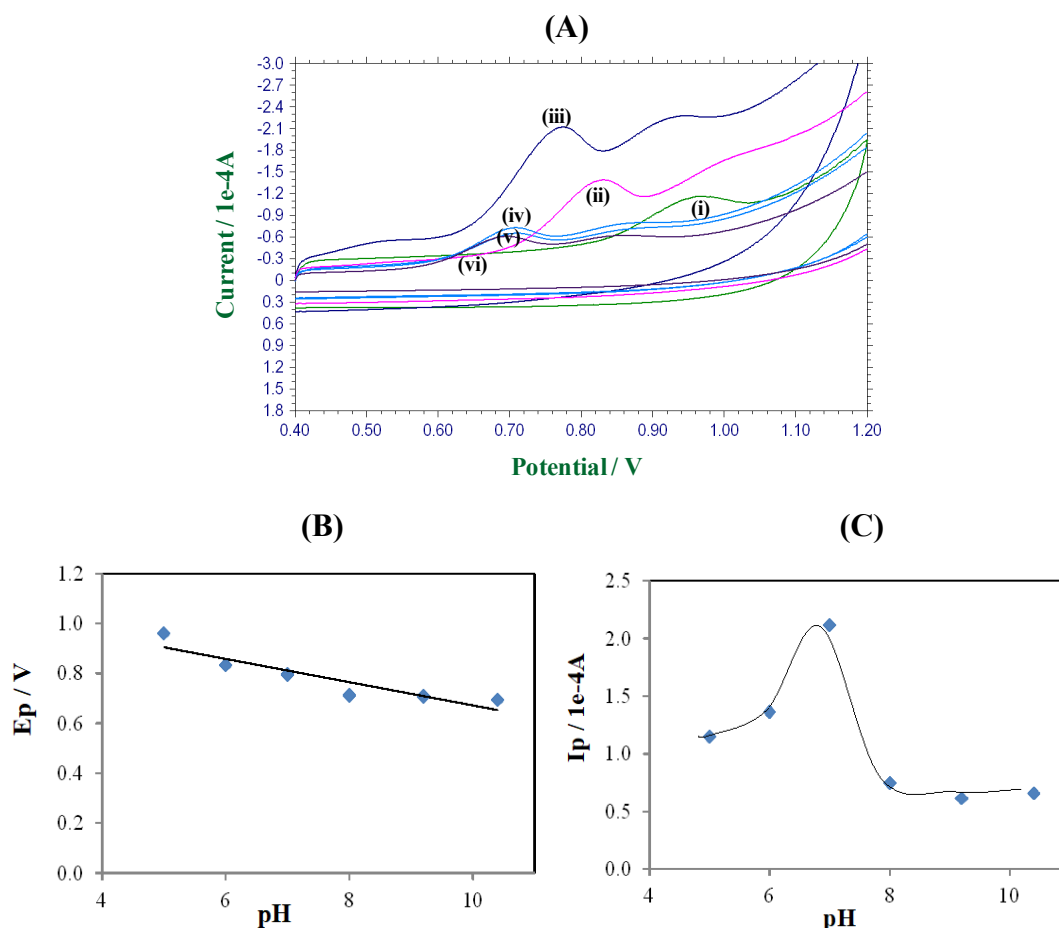 (A)
-3.0
-2.7
-2.4
-2.1
-1.8
-1.5
-1.2
-0.9
-0.6
-0.3
0
0.3
0.6
0.9
1.2
1.5
1.8
Current / 1e-4A
(iii)
(ii)
(i)
(iv)
(v)
(vi)
0.40 0.50 0.60 0.70 0.80 0.90 1.00 1.10 1.20
Potential / V
(B)
1.2
1.0
0.8
0.6
0.4
0.2
0.0
Ep / V
4 6 8 10
pH
(C)
2.5
2.0
1.5
1.0
0.5
0.0
Ip / 1e-4A
4 6 8 10
pH